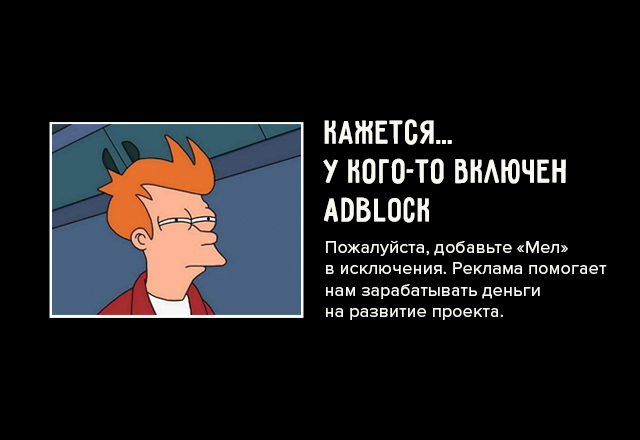 КАЖЕТСЯ...
У КОГО-ТО ВКЛЮЧЕН
ADBLOCK
Пожалуйста, добавьте «Мел»
в исключения. Реклама помогает
нам зарабатывать деньги
на развитие проекта.